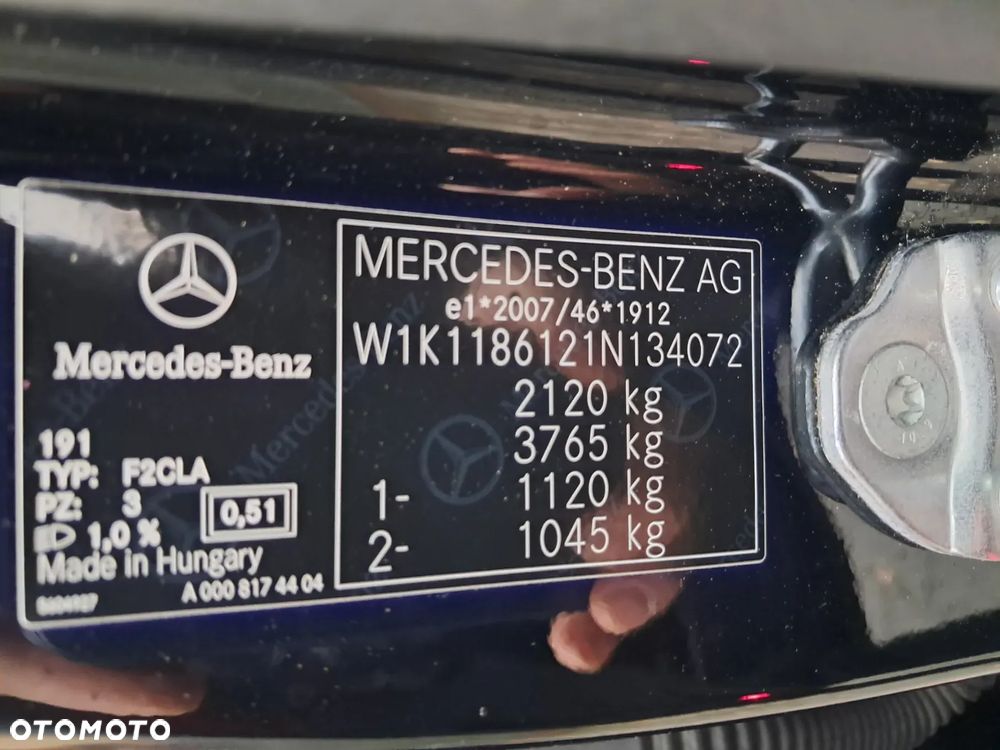 MERCEDES-BENZ AG
e1*2007/46*1912
W1K1186121N134072
2120 kg
3765 kg
1- 1120 kg
2- 1045 kg
Mercedes-Benz
191
TYP: F2CLA
PZ: 3
1,0 % 0,51
Made in Hungary
A 000 817 44 04
OTOMOTO